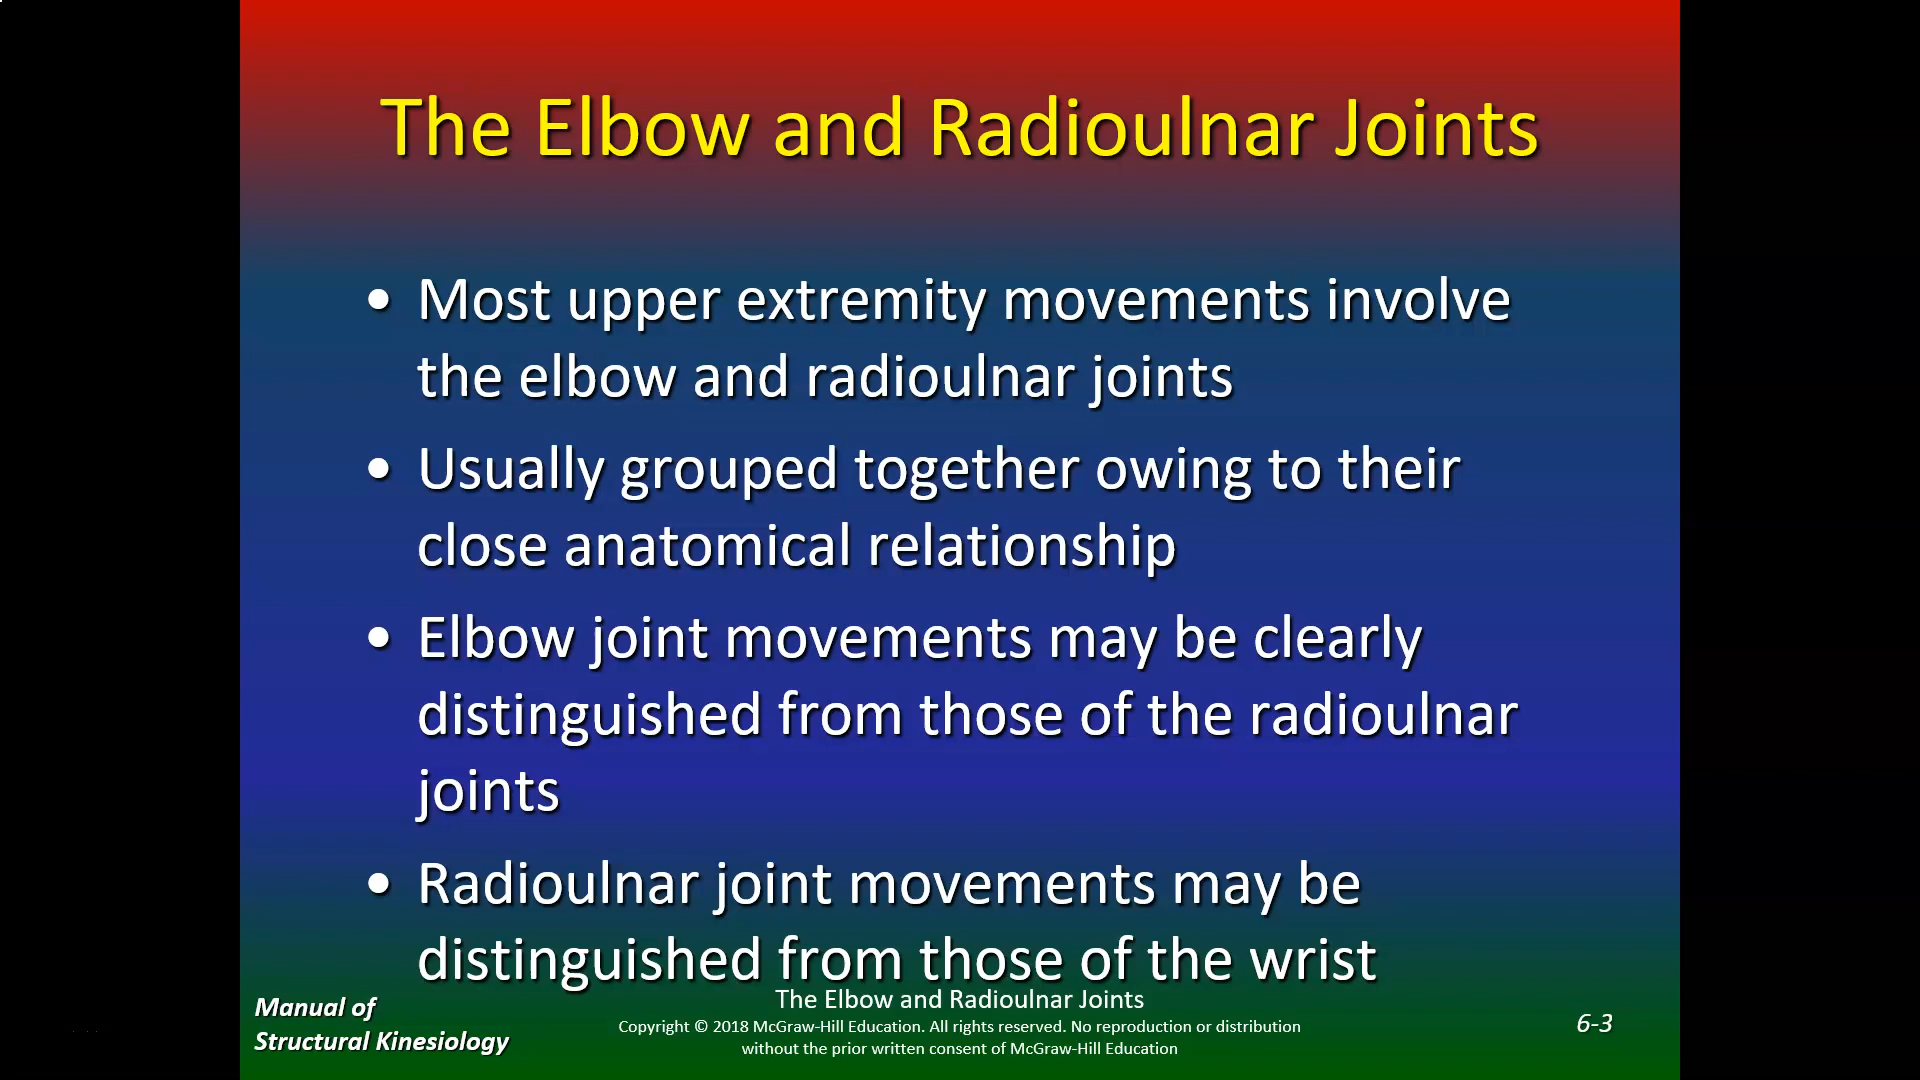 The Elbow and Radioulnar Joints
• Most upper extremity movements involve
the elbow and radioulnar joints
• Usually grouped together owing to their
close anatomical relationship
• Elbow joint movements may be clearly
distinguished from those of the radioulnar
joints
• Radioulnar joint movements may be
distinguished from those of the wrist
Manual of
Structural Kinesiology
The Elbow and Radioulnar Joints
Copyright © 2018 McGraw-Hill Education. All rights reserved. No reproduction or distribution
without the prior written consent of McGraw-Hill Education
6-3